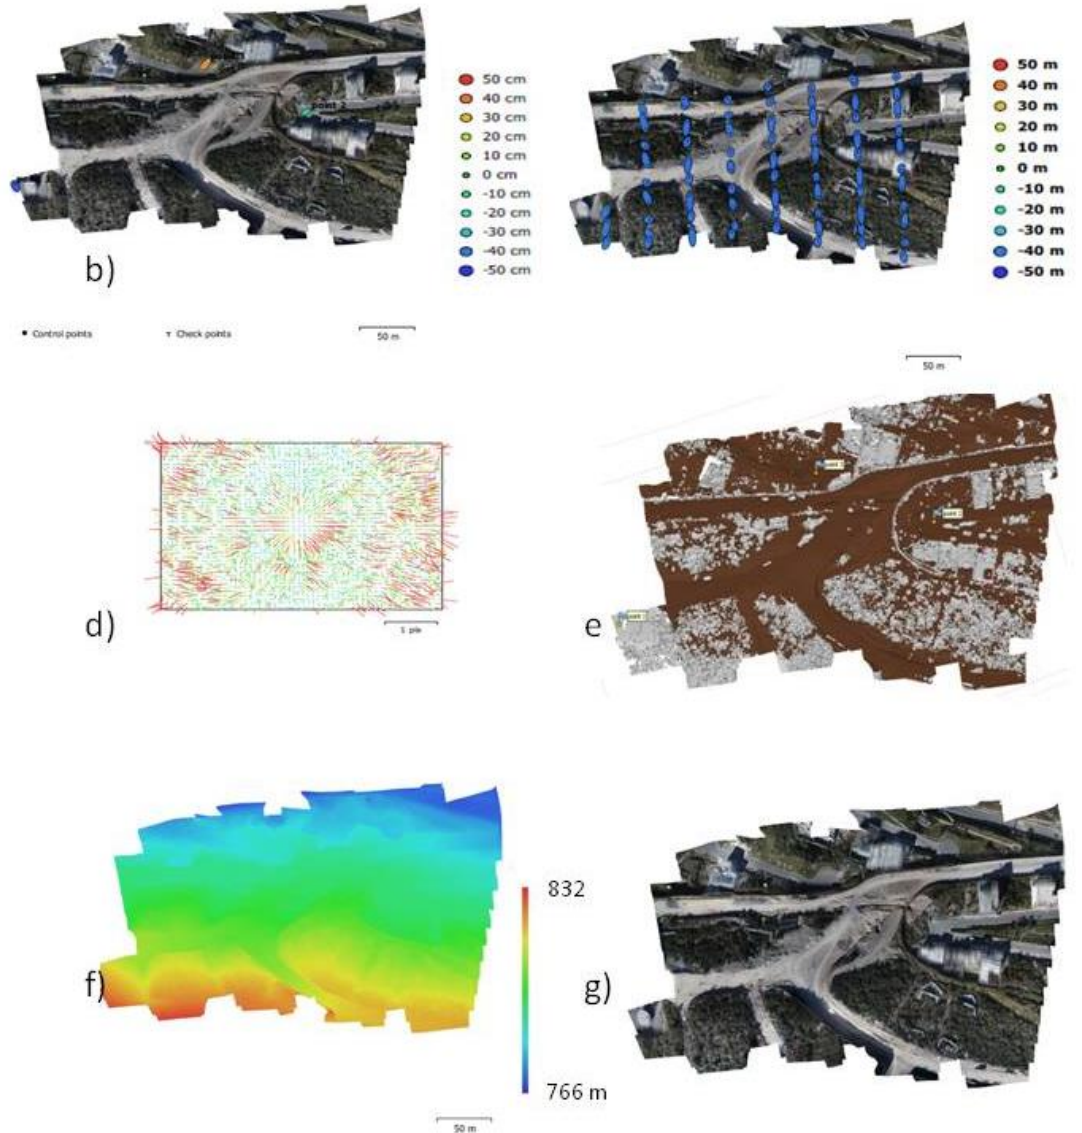 50 cm
40 cm
30 cm
20 cm
10 cm
0 cm
-10 cm
-20 cm
-30 cm
-40 cm
-50 cm
point 2
b)
Control points
Check points
50 m
50 m
40 m
30 m
20 m
10 m
0 m
-10 m
-20 m
-30 m
-40 m
-50 m
50 m
d)
1 pix
e
f)
832
766 m
50 m
g)